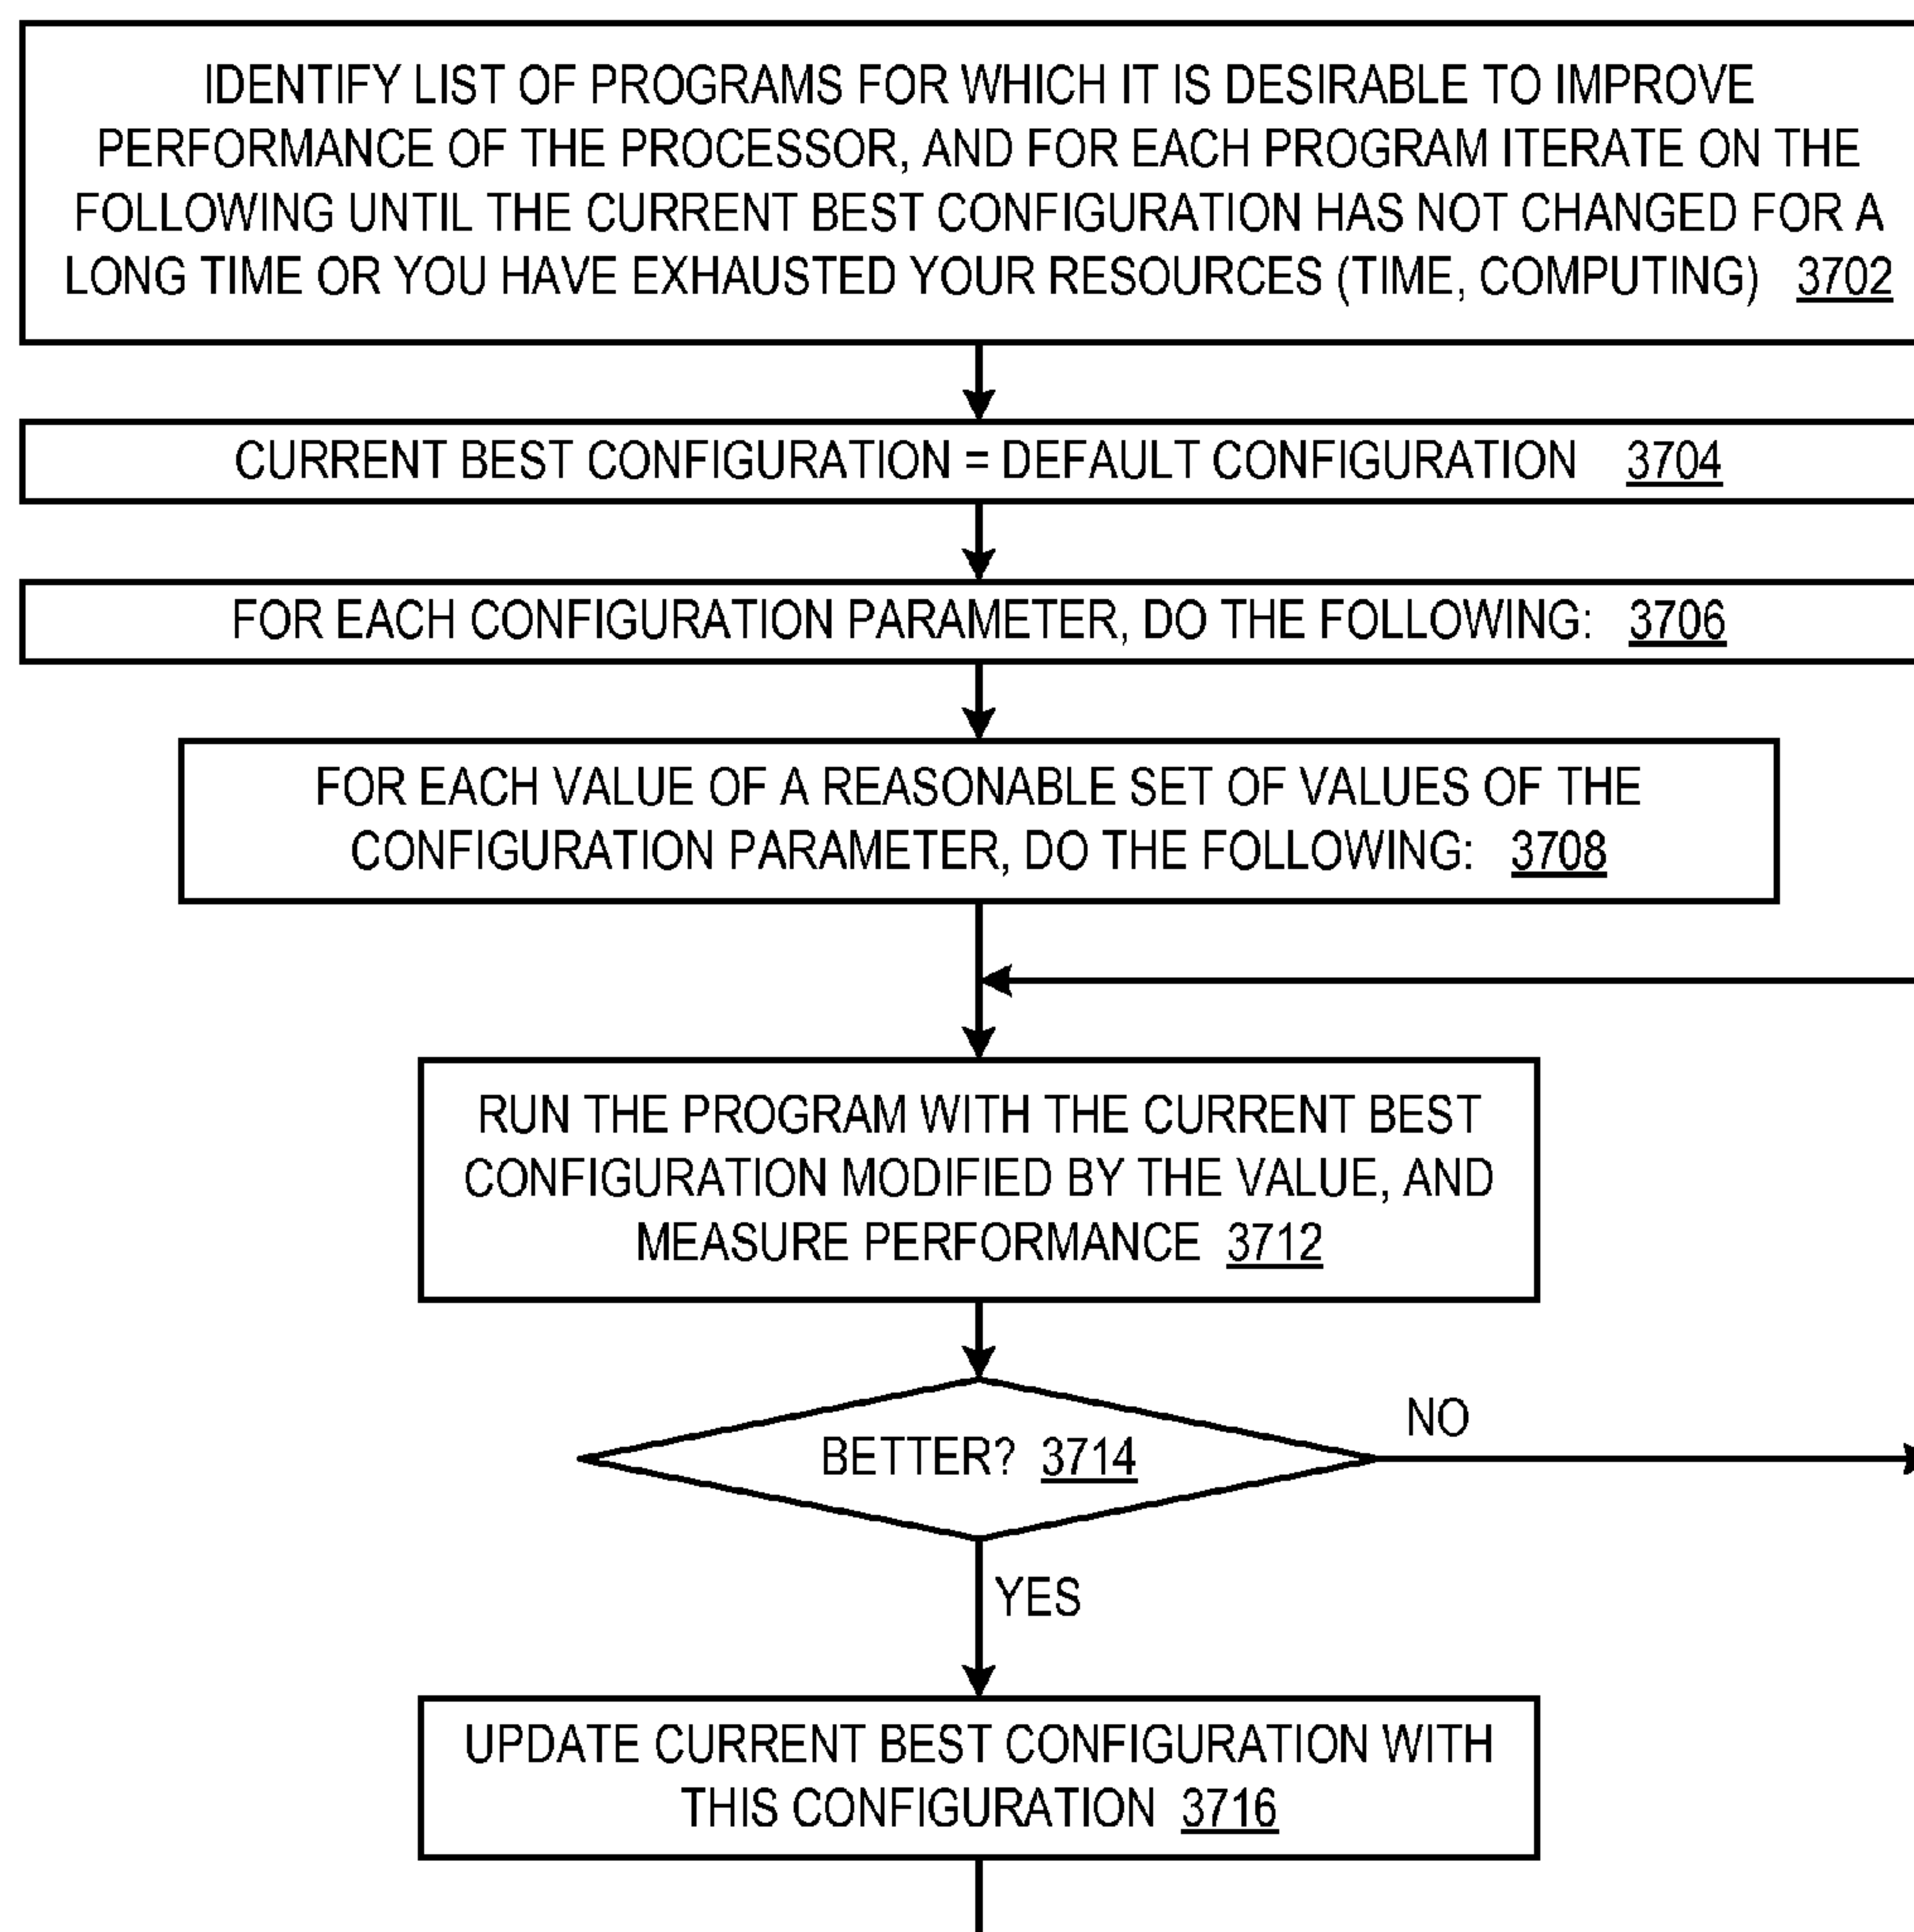 IDENTIFY LIST OF PROGRAMS FOR WHICH IT IS DESIRABLE TO IMPROVE
PERFORMANCE OF THE PROCESSOR, AND FOR EACH PROGRAM ITERATE ON THE
FOLLOWING UNTIL THE CURRENT BEST CONFIGURATION HAS NOT CHANGED FOR A
LONG TIME OR YOU HAVE EXHAUSTED YOUR RESOURCES (TIME, COMPUTING) 3702
CURRENT BEST CONFIGURATION = DEFAULT CONFIGURATION 3704
FOR EACH CONFIGURATION PARAMETER, DO THE FOLLOWING: 3706
FOR EACH VALUE OF A REASONABLE SET OF VALUES OF THE
CONFIGURATION PARAMETER, DO THE FOLLOWING: 3708
RUN THE PROGRAM WITH THE CURRENT BEST
CONFIGURATION MODIFIED BY THE VALUE, AND
MEASURE PERFORMANCE 3712
NO
BETTER? 3714
YES
UPDATE CURRENT BEST CONFIGURATION WITH
THIS CONFIGURATION 3716